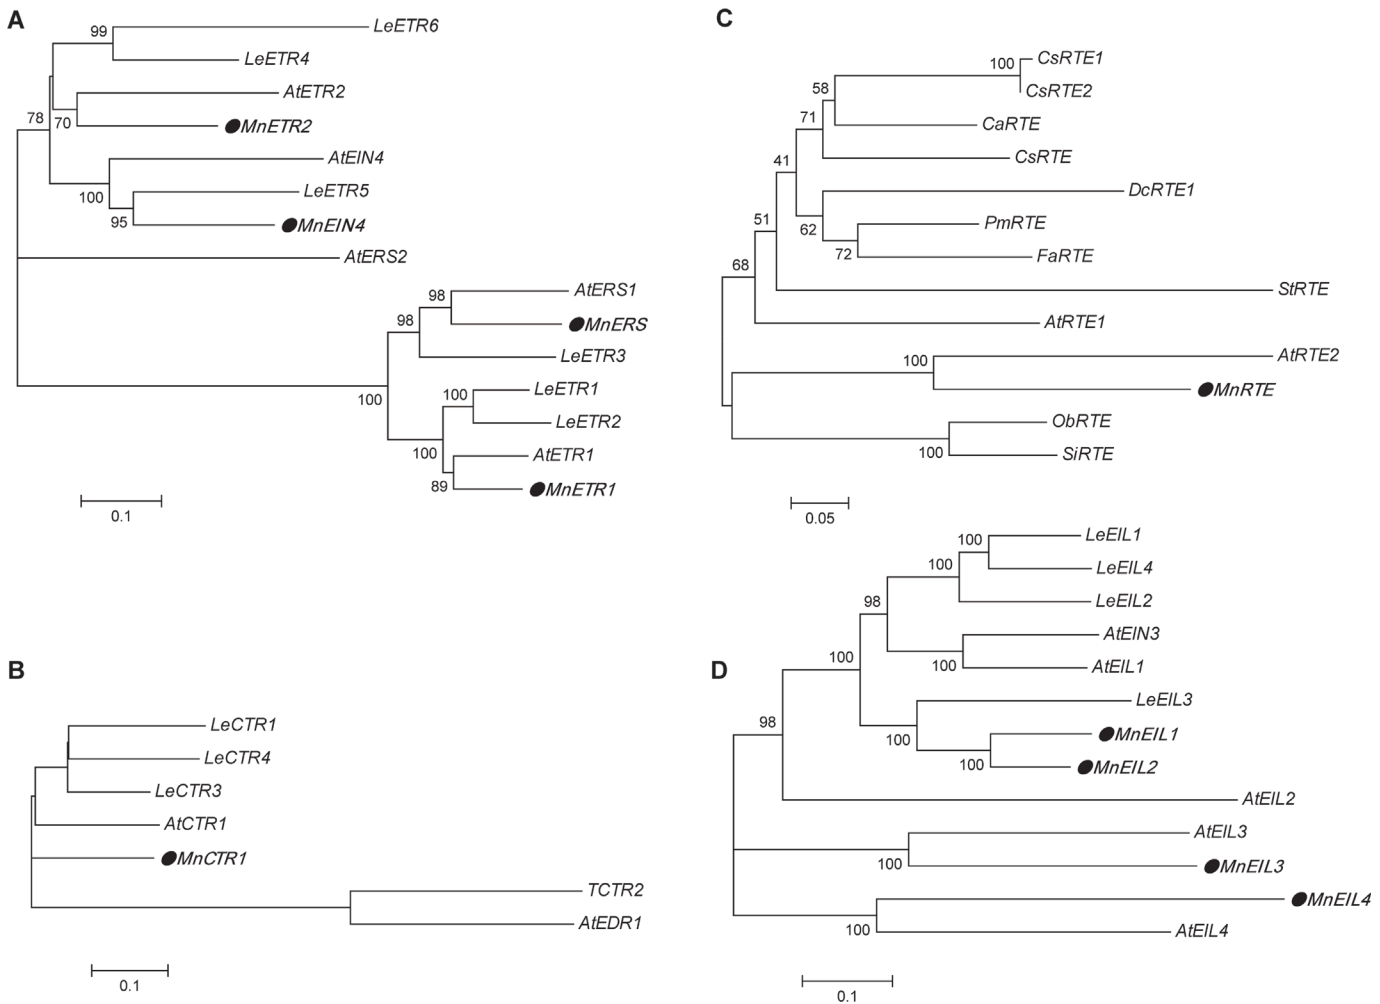 A
99
LeETR6
LeETR4
AtETR2
78
70
MnETR2
AtEIN4
100
LeETR5
95
MnEIN4
AtERS2
98
AtERS1
98
MnERS
LeETR3
100
100
LeETR1
LeETR2
100
AtETR1
89
MnETR1
0.1
B
LeCTR1
LeCTR4
LeCTR3
AtCTR1
MnCTR1
TCTR2
AtEDR1
0.1
C
100
CsRTE1
58
CsRTE2
71
CaRTE
41
CsRTE
DcRTE1
62
PmRTE
51
72
FaRTE
68
StRTE
AtRTE1
100
AtRTE2
MnRTE
ObRTE
100
SiRTE
0.05
D
100
LeEIL1
100
LeEIL4
98
LeEIL2
AtEIN3
100
100
AtEIL1
LeEIL3
98
100
MnEIL1
100
MnEIL2
AtEIL2
AtEIL3
100
MnEIL3
MnEIL4
100
AtEIL4
0.1